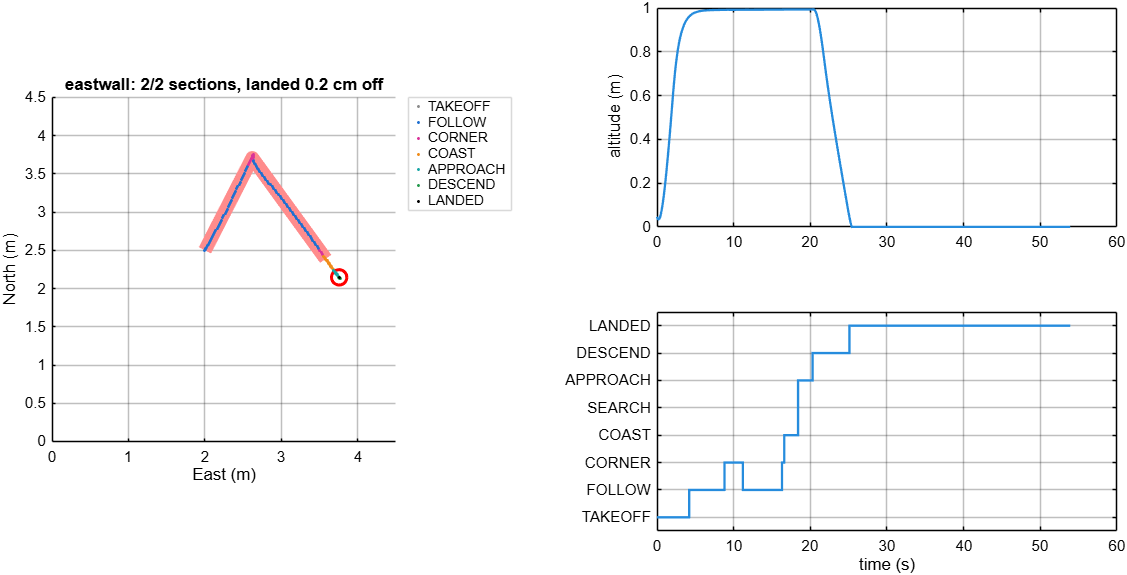 eastwall: 2/2 sections, landed 0.2 cm off
4.5
4
3.5
3
2.5
2
1.5
1
0.5
0
North (m)
0
1
2
3
4
East (m)
TAKEOFF
FOLLOW
CORNER
COAST
APPROACH
DESCEND
LANDED
1
0.8
0.6
0.4
0.2
0
altitude (m)
0
10
20
30
40
50
60
LANDED
DESCEND
APPROACH
SEARCH
COAST
CORNER
FOLLOW
TAKEOFF
0
10
20
30
40
50
60
time (s)